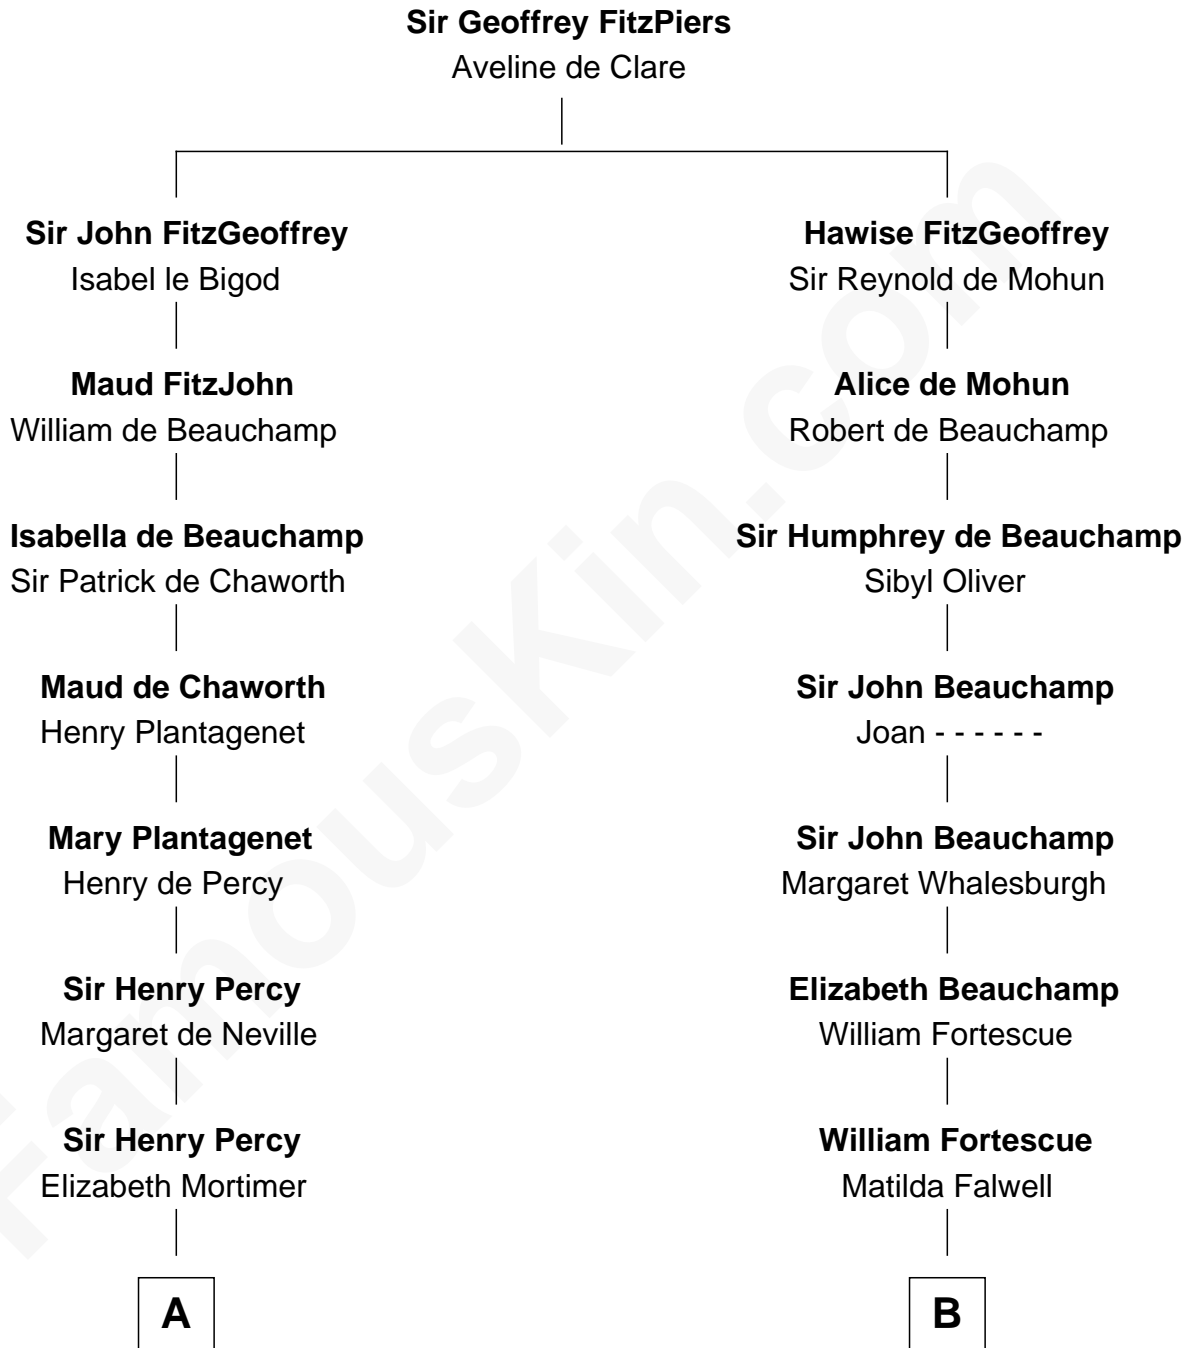 Sir Geoffrey FitzPiers
Aveline de Clare
Sir John FitzGeoffrey
Isabel le Bigod
Hawise FitzGeoffrey
Sir Reynold de Mohun
Maud FitzJohn
William de Beauchamp
Alice de Mohun
Robert de Beauchamp
Isabella de Beauchamp
Sir Patrick de Chaworth
Sir Humphrey de Beauchamp
Sibyl Oliver
Maud de Chaworth
Henry Plantagenet
Sir John Beauchamp
Joan - - - - - -
Mary Plantagenet
Henry de Percy
Sir John Beauchamp
Margaret Whalesburgh
Sir Henry Percy
Margaret de Neville
Elizabeth Beauchamp
William Fortescue
Sir Henry Percy
Elizabeth Mortimer
William Fortescue
Matilda Falwell
A
B
FamousKin.com